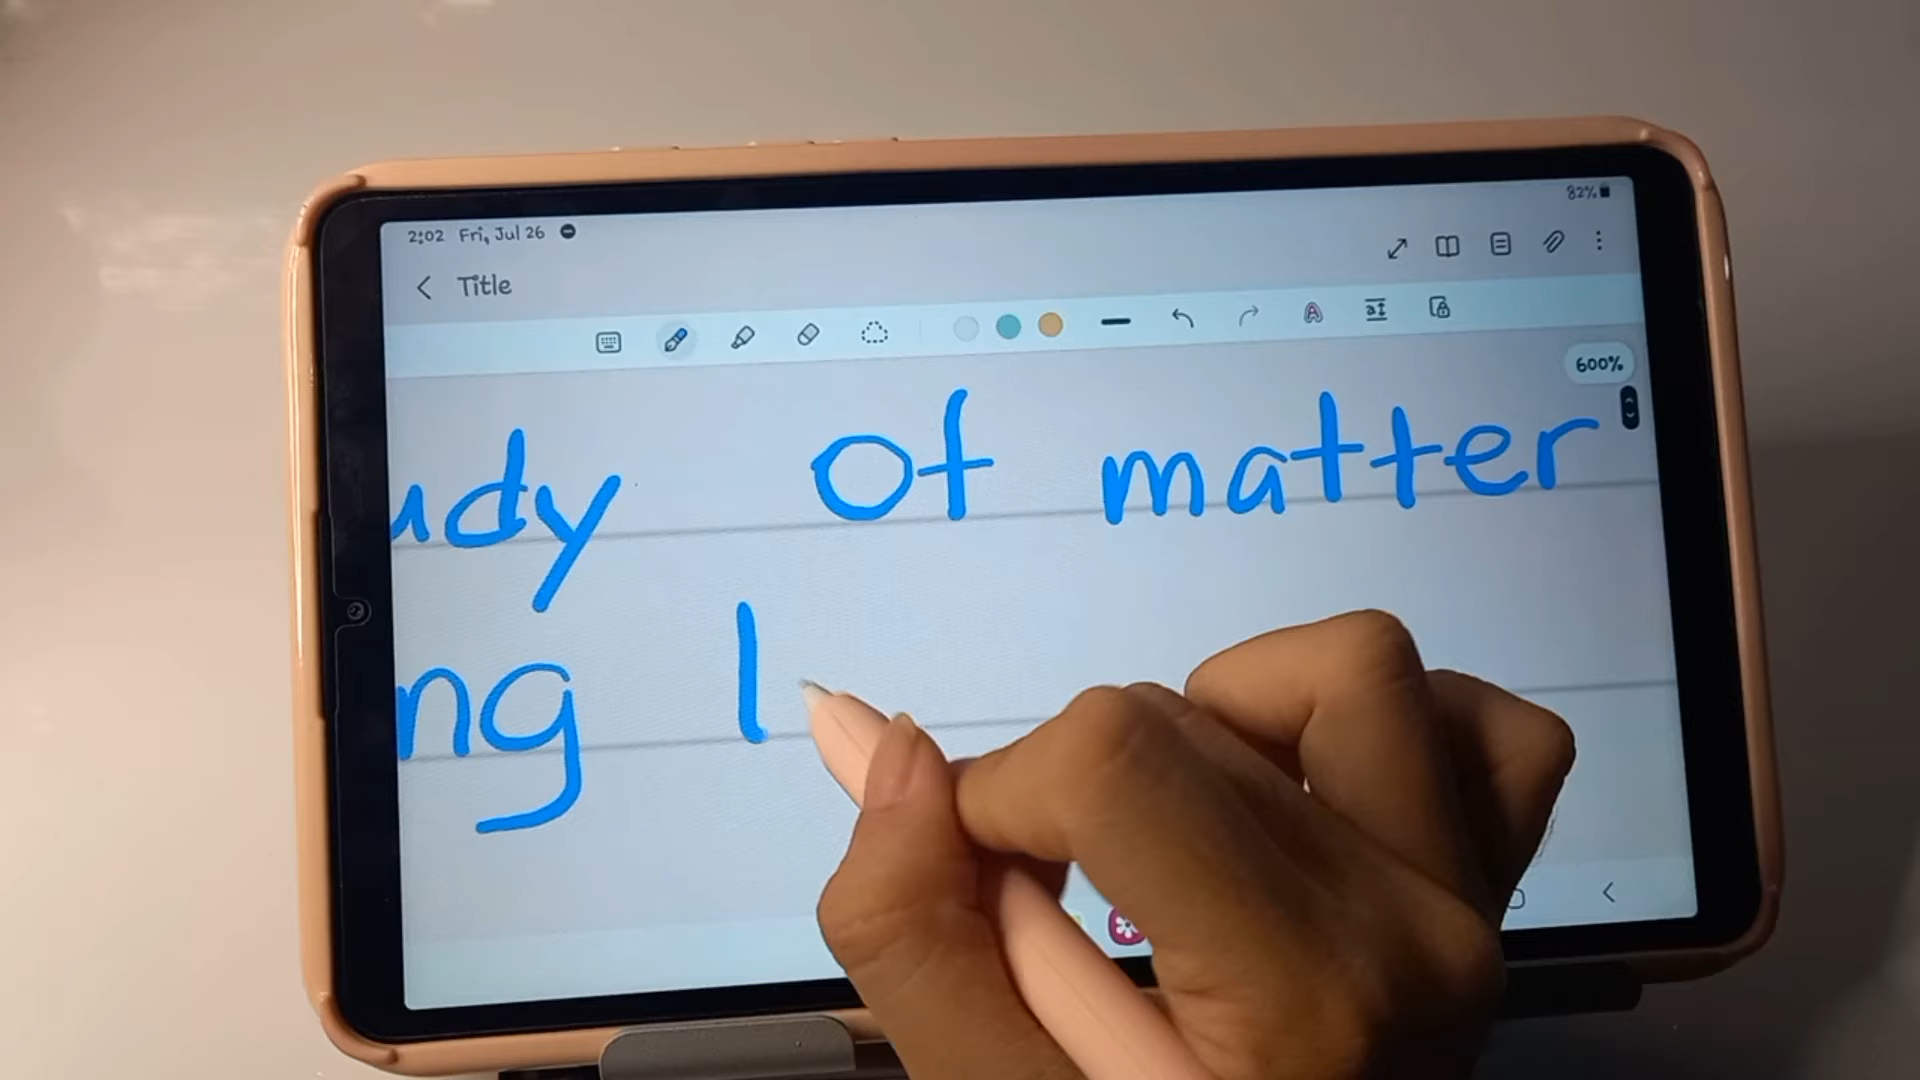 82%
2:02 Fri, Jul 26
Title
600%
udy of matter
ng l